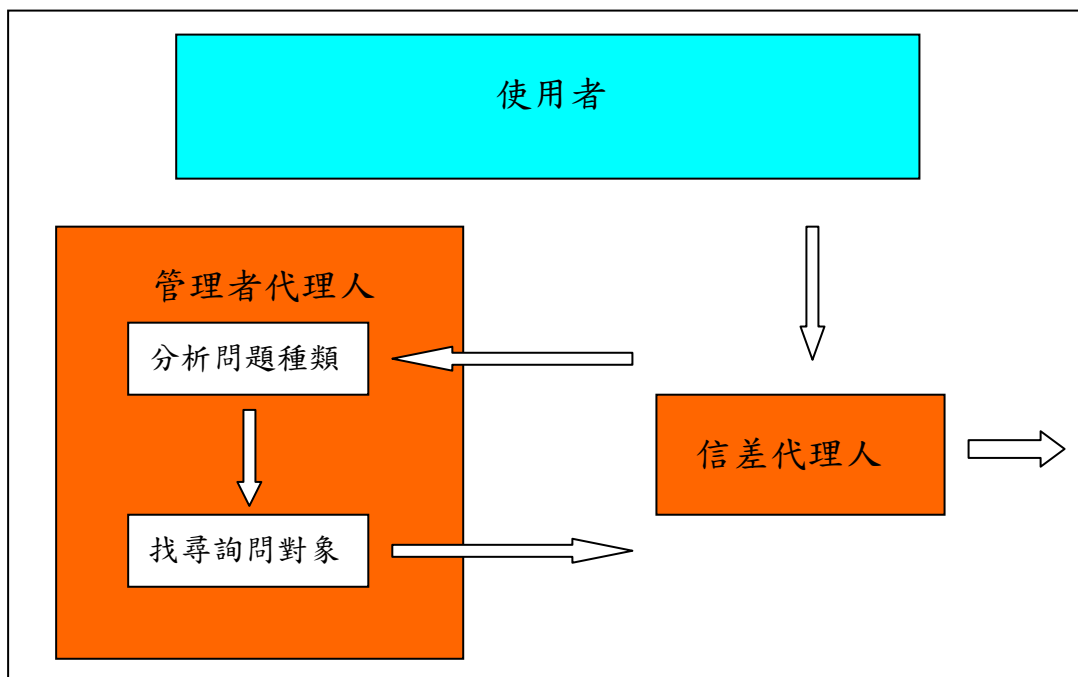 使用者
管理者代理人
分析問題種類
信差代理人
找尋詢問對象